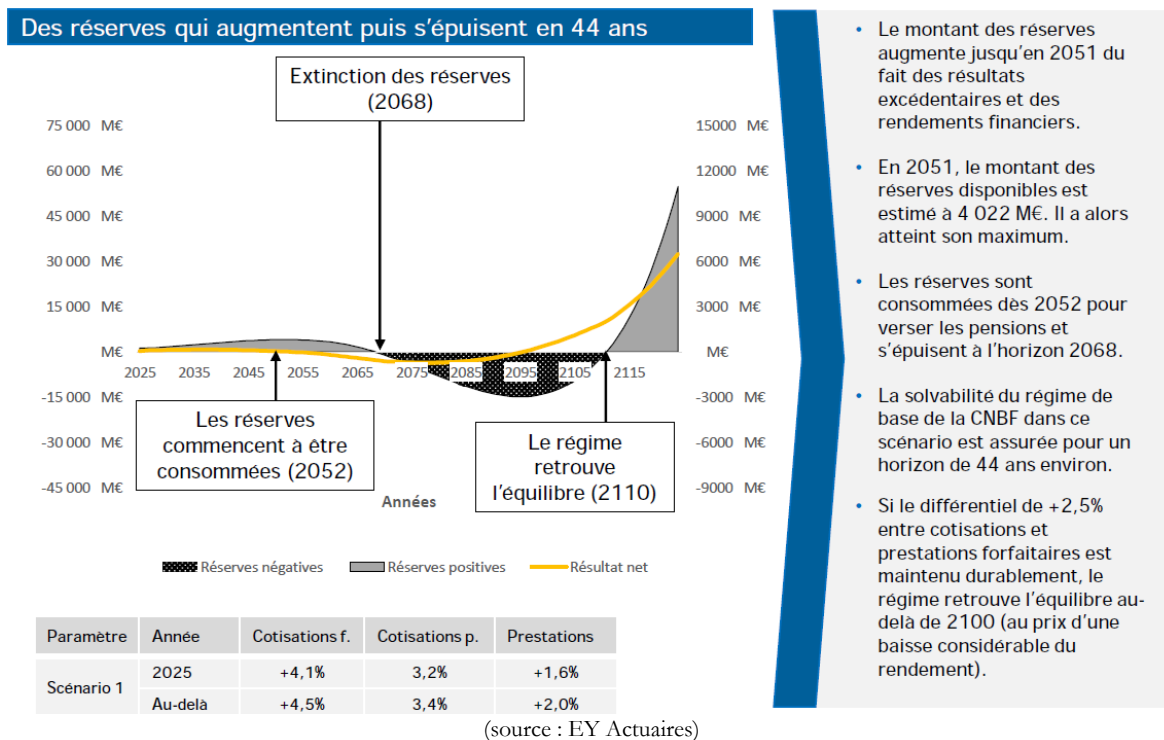 Des réserves qui augmentent puis s'épuisent en 44 ans
Extinction des réserves
(2068)
75 000 M€
60 000 M€
45 000 M€
30 000 M€
15 000 M€
M€
-15 000 M€
-30 000 M€
-45 000 M€
15000 M€
12000 M€
9000 M€
6000 M€
3000 M€
M€
-3000 M€
-6000 M€
-9000 M€
2025 2035 2045 2055 2065 2075 2085 2095 2105 2115
Les réserves
commencent à être
consommées (2052)
Le régime
retrouve
l'équilibre (2110)
Années
Réserves négatives Réserves positives Résultat net
Paramètre Année Cotisations f. Cotisations p. Prestations
Scénario 1
2025 +4,1% 3,2% +1,6%
Au-delà +4,5% 3,4% +2,0%
• Le montant des réserves
augmente jusqu'en 2051 du
fait des résultats
excédentaires et des
rendements financiers.
• En 2051, le montant des
réserves disponibles est
estimé à 4 022 M€. Il a alors
atteint son maximum.
• Les réserves sont
consommées dès 2052 pour
verser les pensions et
s'épuisent à l'horizon 2068.
• La solvabilité du régime de
base de la CNBF dans ce
scénario est assurée pour un
horizon de 44 ans environ.
• Si le différentiel de +2,5%
entre cotisations et
prestations forfaitaires est
maintenu durablement, le
régime retrouve l'équilibre au-
delà de 2100 (au prix d'une
baisse considérable du
rendement).
(source : EY Actuaires)